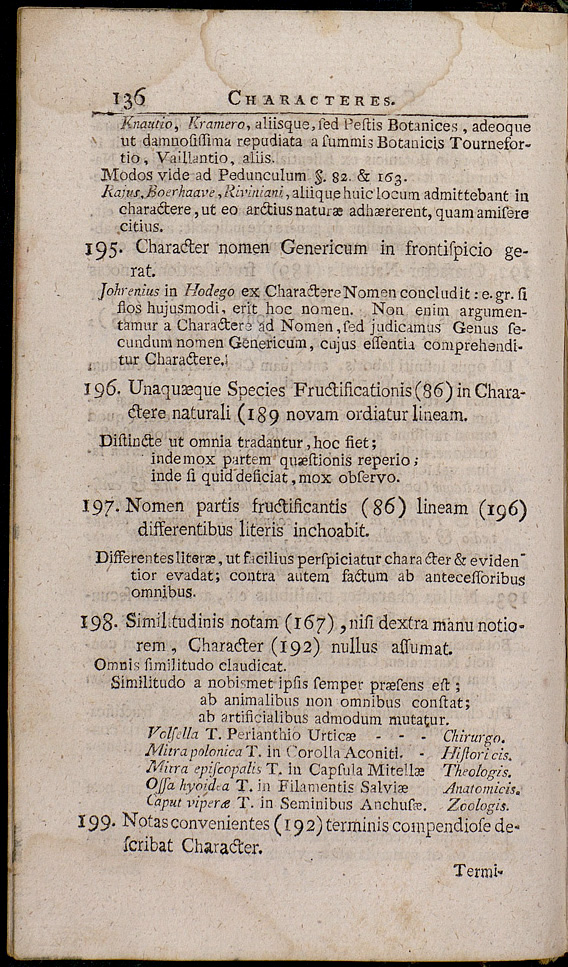 136 CHARACTERES.
Knautio, Kramero, aliisque, ſed Peſtis Botanices, adeoque
ut damnoſiſſima repudiata a ſummis Botanicis Tournefor-
tio, Vaillantio, aliis.
Modos vide ad Pedunculum §. 82. & 163.
Rajus, Boerhaave, Riviniani, aliique huic locum admittebant in
charactere, ut eo arctius naturæ adhærerent, quam amiſere
citius.
195. Character nomen Genericum in frontiſpicio ge-
rat.
Johrenius in Hodego ex Charactere Nomen concludit: e. gr. ſi
flos hujusmodi, erit hoc nomen. Non enim argumen-
tamur a Charactere ad Nomen, ſed judicamus Genus ſe-
cundum nomen Genericum, cujus eſſentia comprehendi-
tur Charactere.
196. Unaquæque Species Fructificationis (86) in Chara-
ctere naturali (189 novam ordiatur lineam.
Diſtincte ut omnia tradantur, hoc fiet;
inde mox partem quæſtionis reperio;
inde ſi quid deficiat, mox obſervo.
197. Nomen partis fructificantis (86) lineam (196)
differentibus literis inchoabit.
Differentes literæ, ut facilius perſpiciatur chara cter & eviden-
tior evadat; contra autem factum ab anteceſſoribus
omnibus.
198. Similitudinis notam (167), niſi dextra manu notio-
rem, Character (192) nullus aſſumat.
Omnis ſimilitudo claudicat.
Similitudo a nobismet ipſis ſemper præſens eſt;
ab animalibus non omnibus conſtat;
ab artificialibus admodum mutatur.
Volſella T. Perianthio Urticæ - - - Chirurgo.
Mitra polonica T. in Corolla Aconiti. - Hiſtoricis.
Mitra epiſcopalis T. in Capſula Mitellæ Theologis.
Oſſa hyoidea T. in Filamentis Salviæ Anatomicis.
Caput viperæ T. in Seminibus Anchuſæ. Zoologis.
199. Notas convenientes (192) terminis compendioſe de-
ſcribat Character.
Termi-